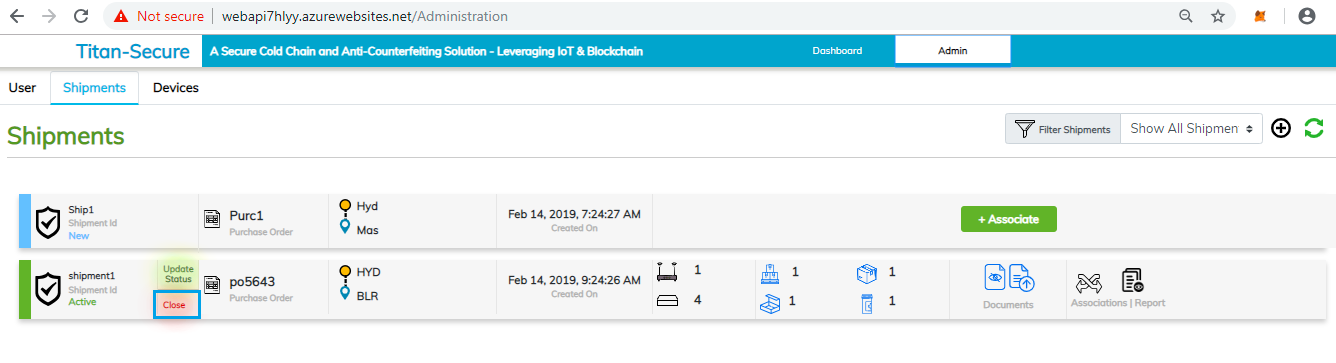 Not secure | webapi7hlyy.azurewebsites.net/Administration
Titan-Secure A Secure Cold Chain and Anti-Counterfeiting Solution - Leveraging IoT & Blockchain Dashboard Admin
User Shipments Devices
Shipments
Filter Shipments Show All Shipmen
Ship1
Shipment Id
New
Purc1
Purchase Order
Hyd
Mas
Feb 14, 2019, 7:24:27 AM
Created On
+ Associate
shipment1
Shipment Id
Active
Update
Status
Close
po5643
Purchase Order
HYD
BLR
Feb 14, 2019, 9:24:26 AM
Created On
1
4
1
1
1
1
Documents
Associations | Report